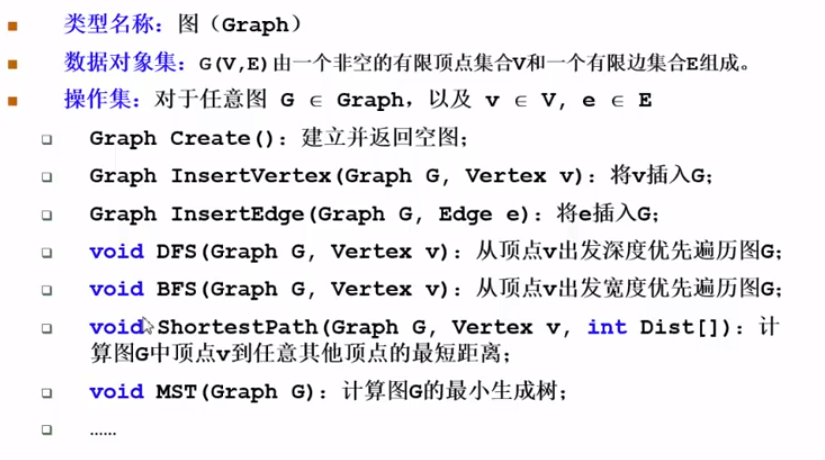 类型名称：图（Graph）
数据对象集：G(V,E)由一个非空的有限顶点集合V和一个有限边集合E组成。
操作集：对于任意图 G ∈ Graph，以及 v ∈ V, e ∈ E
Graph Create()：建立并返回空图；
Graph InsertVertex(Graph G, Vertex v)：将v插入G；
Graph InsertEdge(Graph G, Edge e)：将e插入G；
void DFS(Graph G, Vertex v)：从顶点v出发深度优先遍历图G；
void BFS(Graph G, Vertex v)：从顶点v出发宽度优先遍历图G；
void ShortestPath(Graph G, Vertex v, int Dist[])：计
算图G中顶点v到任意其他顶点的最短距离；
void MST(Graph G)：计算图G的最小生成树；
……